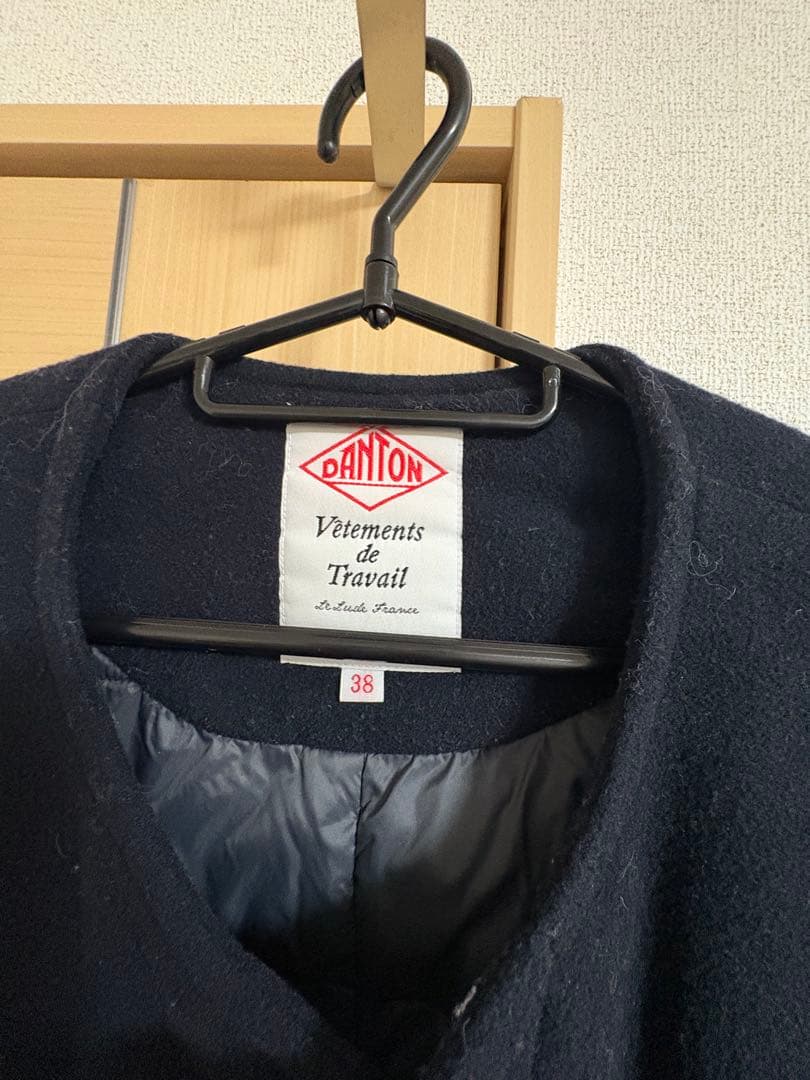 DANTON
Vêtements
de
Travail
Le Lude France
38